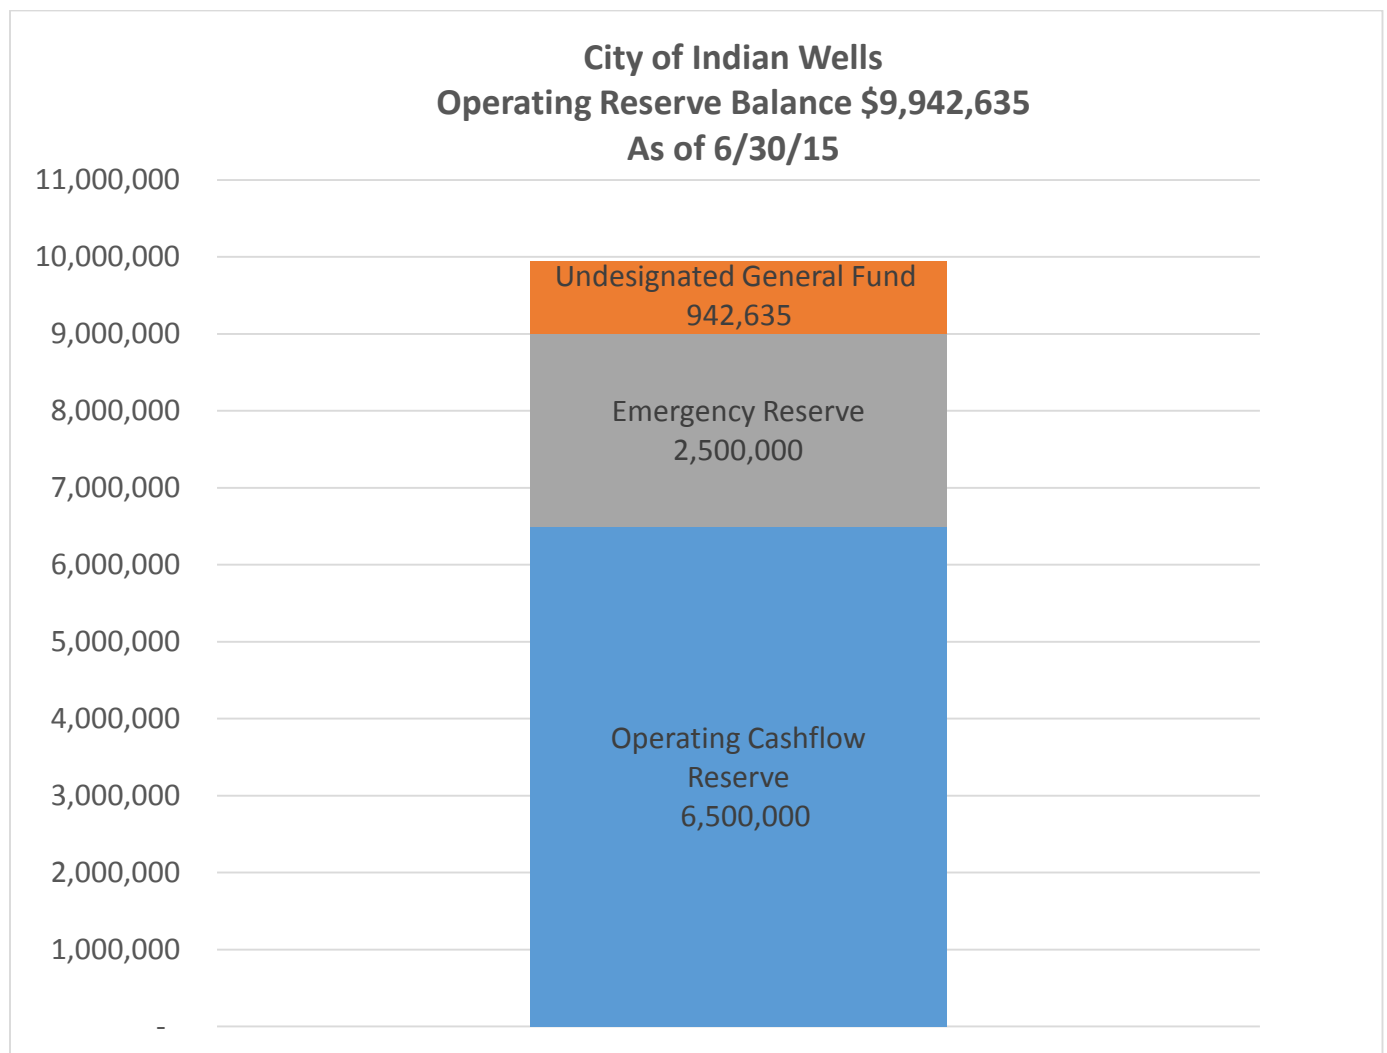 City of Indian Wells
Operating Reserve Balance $9,942,635
As of 6/30/15
11,000,000
10,000,000
9,000,000
8,000,000
7,000,000
6,000,000
5,000,000
4,000,000
3,000,000
2,000,000
1,000,000
-
Undesignated General Fund
942,635
Emergency Reserve
2,500,000
Operating Cashflow
Reserve
6,500,000